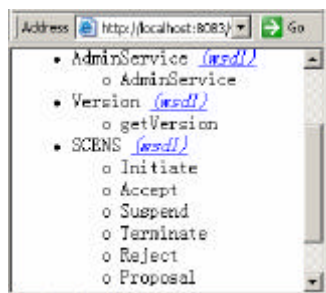 Address http://localhost:8083/ Go
• AdminService (wsdl)
o AdminService
• Version (wsdl)
o getVersion
• SCENS (wsdl)
o Initiate
o Accept
o Suspend
o Terminate
o Reject
o Proposal